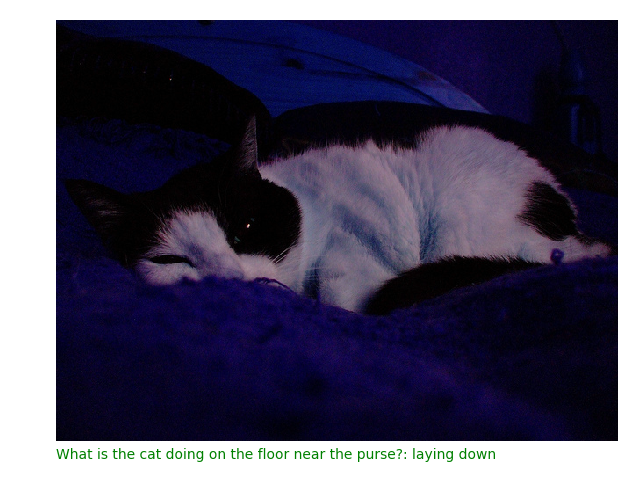 What is the cat doing on the floor near the purse?: laying down